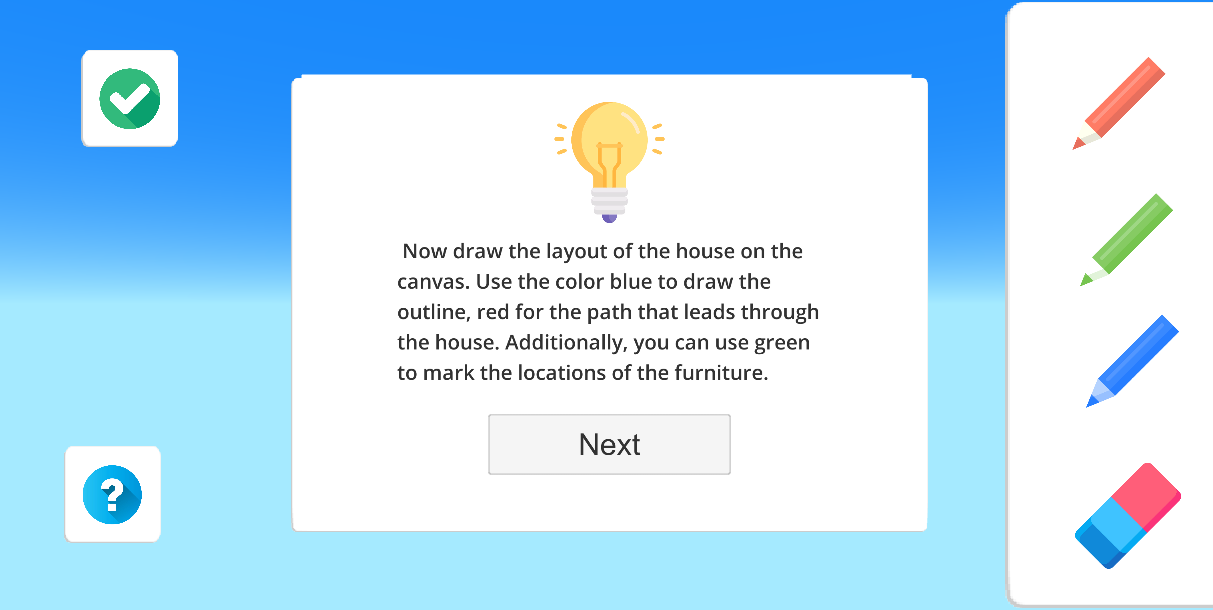 Now draw the layout of the house on the
canvas. Use the color blue to draw the
outline, red for the path that leads through
the house. Additionally, you can use green
to mark the locations of the furniture.
Next
?